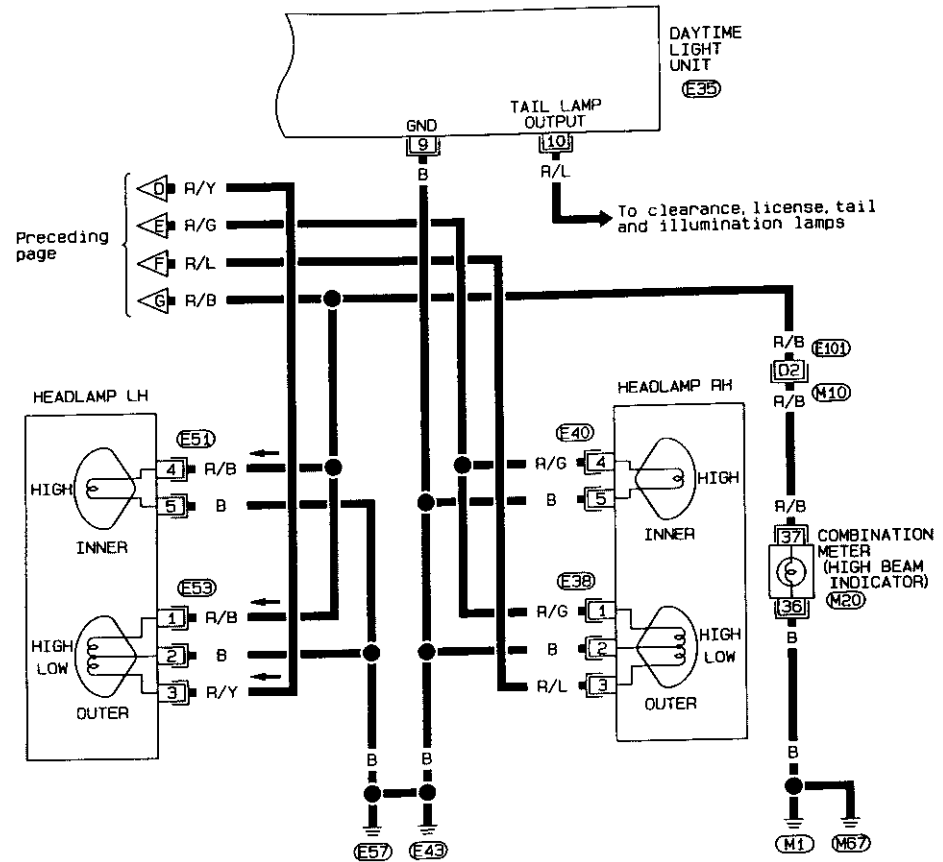 DAYTIME
LIGHT
UNIT
E35
TAIL LAMP
OUTPUT
GND
9
10
B
R/L
To clearance, license, tail
and illumination lamps
Preceding
page
D R/Y
E R/G
F R/L
G R/B
R/B
E101
D2
R/B
M10
HEADLAMP LH
E51
4 R/B
HIGH
5 B
INNER
E53
1 R/B
HIGH
2 B
LOW
3 R/Y
OUTER
HEADLAMP RH
E40
R/G 4
HIGH
B 5
INNER
E38
R/G 1
HIGH
B 2
LOW
R/L 3
OUTER
R/B
37
COMBINATION
METER
(HIGH BEAM
INDICATOR)
36
M20
B
B
B
B
E57
E43
M1
M67